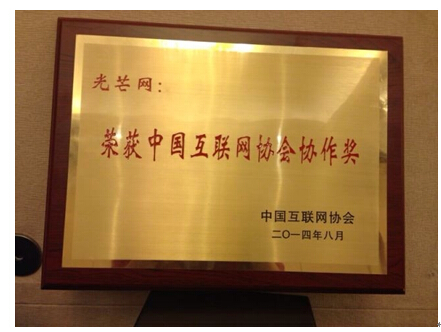 光芒网：
荣获中国互联网协会协作奖
中国互联网协会
二〇一四年八月